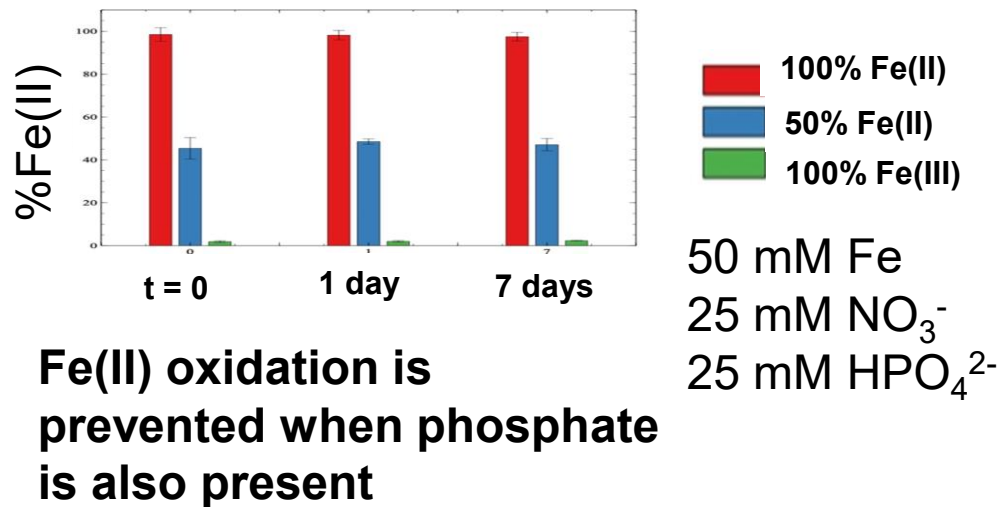 100
80
60
40
20
0
%Fe(II)
0
1
7
t = 0
1 day
7 days
100% Fe(II)
50% Fe(II)
100% Fe(III)
50 mM Fe
25 mM NO₃⁻
25 mM HPO₄²⁻
Fe(II) oxidation is
prevented when phosphate
is also present